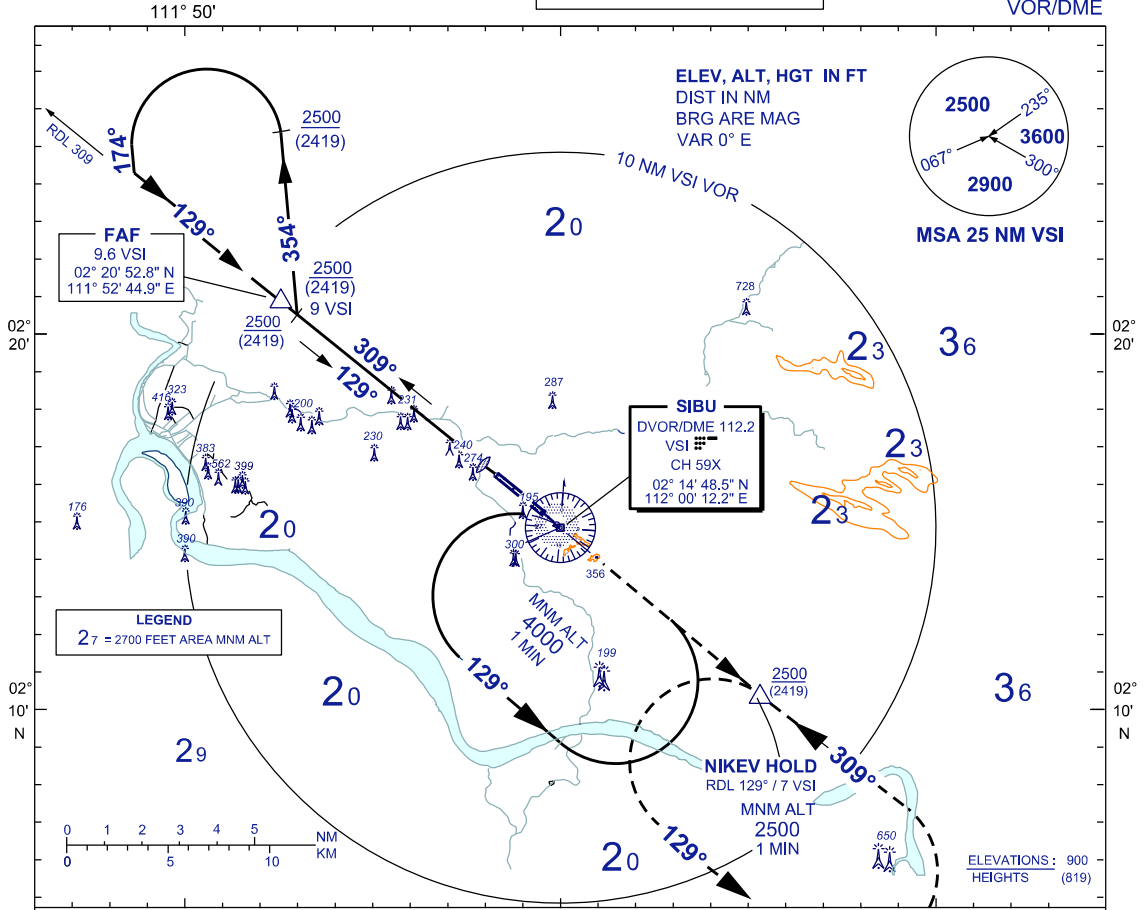 111° 50'
VOR/DME
ELEV, ALT, HGT IN FT
DIST IN NM
BRG ARE MAG
VAR 0° E
2500
235°
3600
067°
300°
2900
MSA 25 NM VSI
RDL 309
174°
2500
(2419)
10 NM VSI VOR
129°
354°
20
FAF
9.6 VSI
02° 20' 52.8" N
111° 52' 44.9" E
2500
(2419)
9 VSI
2500
(2419)
728
02°
20'
02°
20'
309°
129°
23
36
287
323
416
200
231
SIBU
DVOR/DME 112.2
VSI
CH 59X
02° 14' 48.5" N
112° 00' 12.2" E
230
240
274
383
562
399
23
195
176
390
20
23
390
300
356
MNM ALT
4000
1 MIN
LEGEND
27 = 2700 FEET AREA MNM ALT
199
129°
2500
(2419)
20
36
02°
10'
N
02°
10'
N
29
NIKEV HOLD
RDL 129° / 7 VSI
MNM ALT
2500
1 MIN
309°
0 1 2 3 4 5 NM
0 5 10 KM
129°
20
650
ELEVATIONS : 900
HEIGHTS (819)